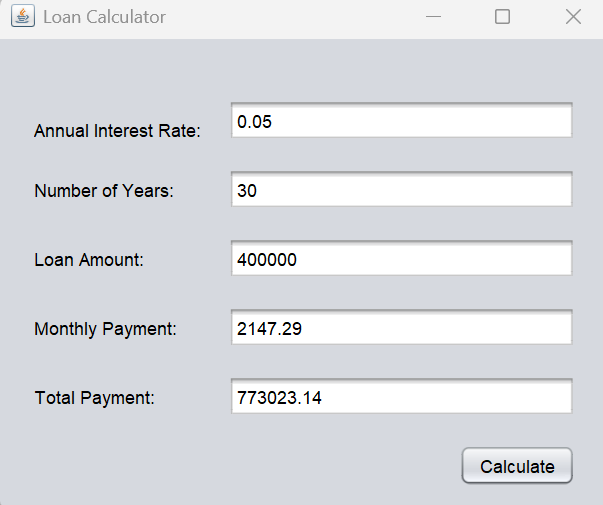 Loan Calculator
Annual Interest Rate: 0.05
Number of Years: 30
Loan Amount: 400000
Monthly Payment: 2147.29
Total Payment: 773023.14
Calculate